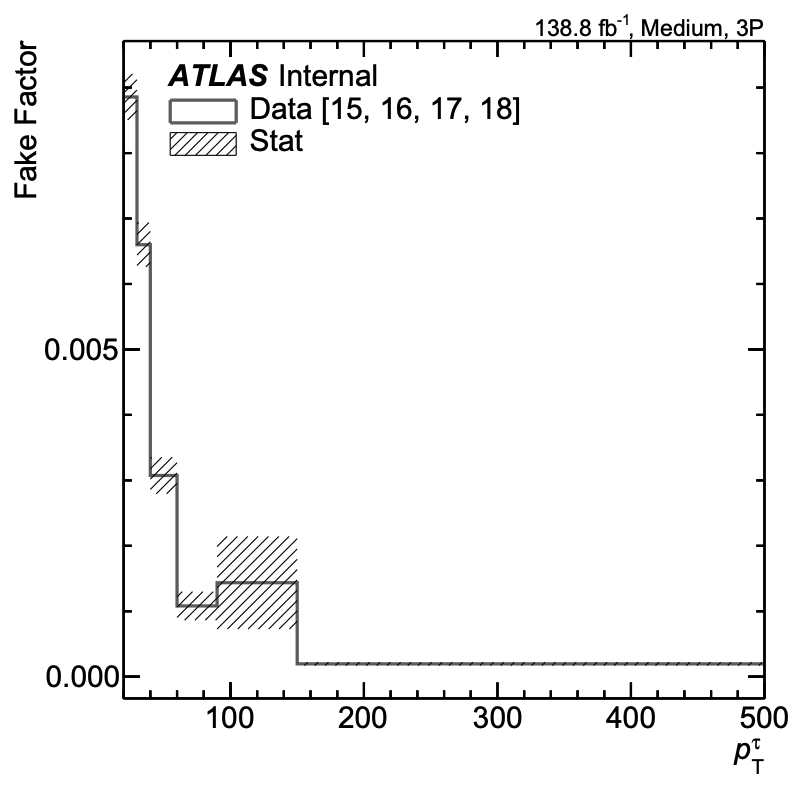 138.8 fb⁻¹, Medium, 3P
Fake Factor
ATLAS Internal
Data [15, 16, 17, 18]
Stat
0.005
0.000
100 200 300 400 500
p_T^τ